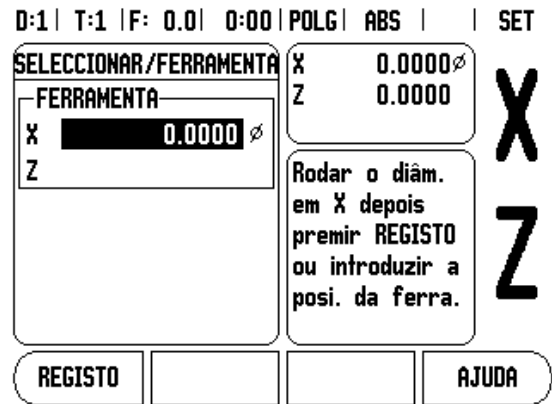 D:1 | T:1 | F: 0.0 | 0:00 | POLG | ABS | | SET
SELECCIONAR/FERRAMENTA
FERRAMENTA
X 0.0000 ⌀
Z
X 0.0000⌀
Z 0.0000
Rodar o diâm.
em X depois
premir REGISTO
ou introduzir a
posi. da ferra.
X
Z
REGISTO
AJUDA